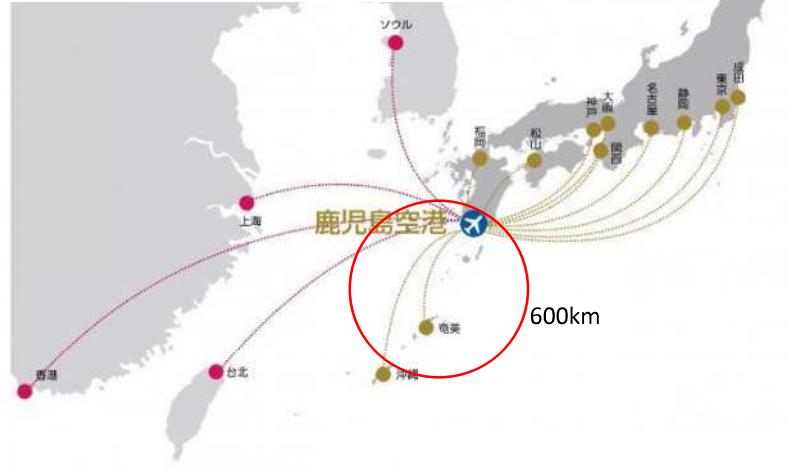 ソウル
成田
東京
静岡
名古屋
大阪
神戸
関西
松山
福岡
上海
鹿児島空港
600km
奄美
沖縄
台北
香港